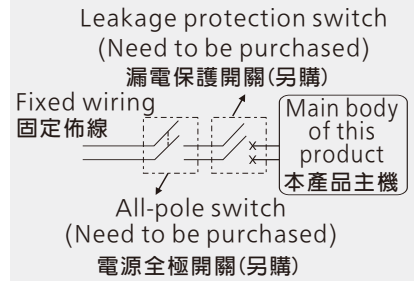 Leakage protection switch
(Need to be purchased)
漏電保護開關(另購)
Fixed wiring
固定佈線
Main body
of this
product
本產品主機
All-pole switch
(Need to be purchased)
電源全極開關(另購)